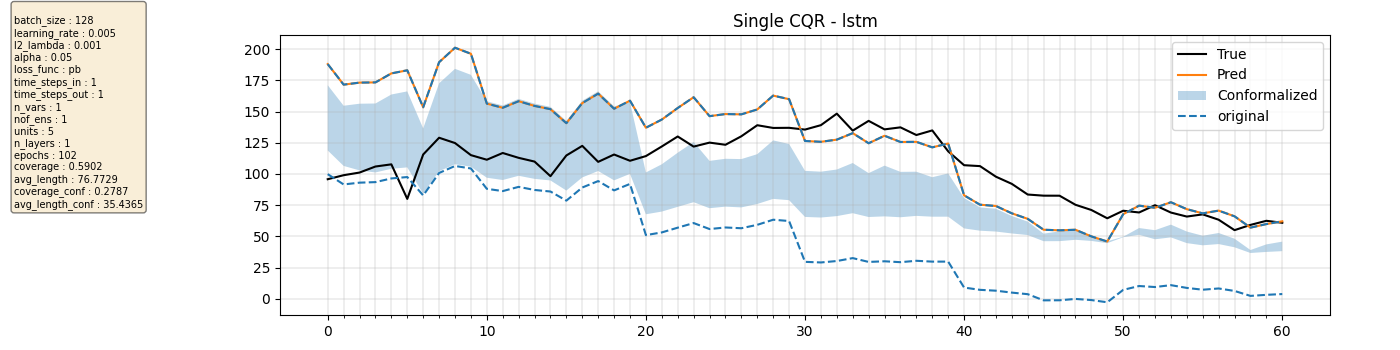 batch_size : 128
learning_rate : 0.005
l2_lambda : 0.001
alpha : 0.05
loss_func : pb
time_steps_in : 1
time_steps_out : 1
n_vars : 1
nof_ens : 1
units : 5
n_layers : 1
epochs : 102
coverage : 0.5902
avg_length : 76.7729
coverage_conf : 0.2787
avg_length_conf : 35.4365
Single CQR - lstm
200
175
150
125
100
75
50
25
0
True
Pred
Conformalized
original
0 10 20 30 40 50 60